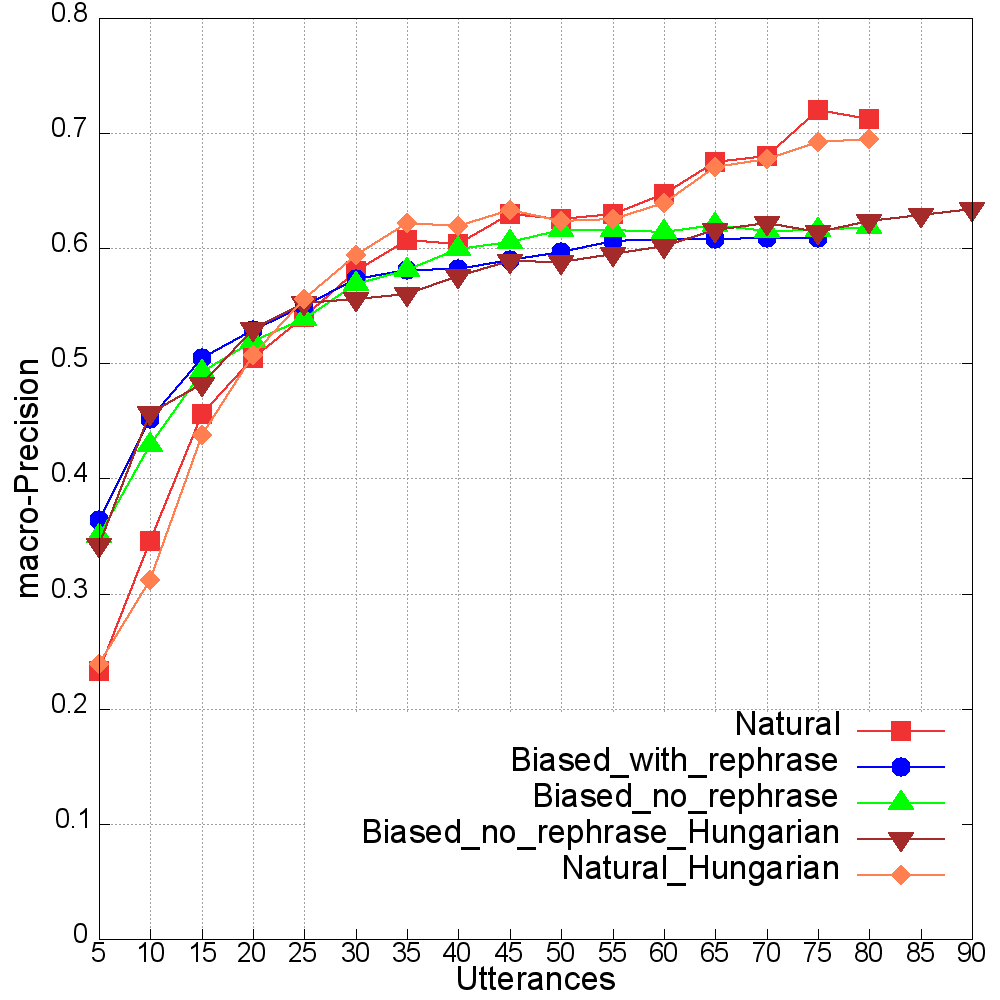 0.8
0.7
0.6
0.5
0.4
0.3
0.2
0.1
0
macro-Precision
Natural
Biased_with_rephrase
Biased_no_rephrase
Biased_no_rephrase_Hungarian
Natural_Hungarian
5 10 15 20 25 30 35 40 45 50 55 60 65 70 75 80 85 90
Utterances